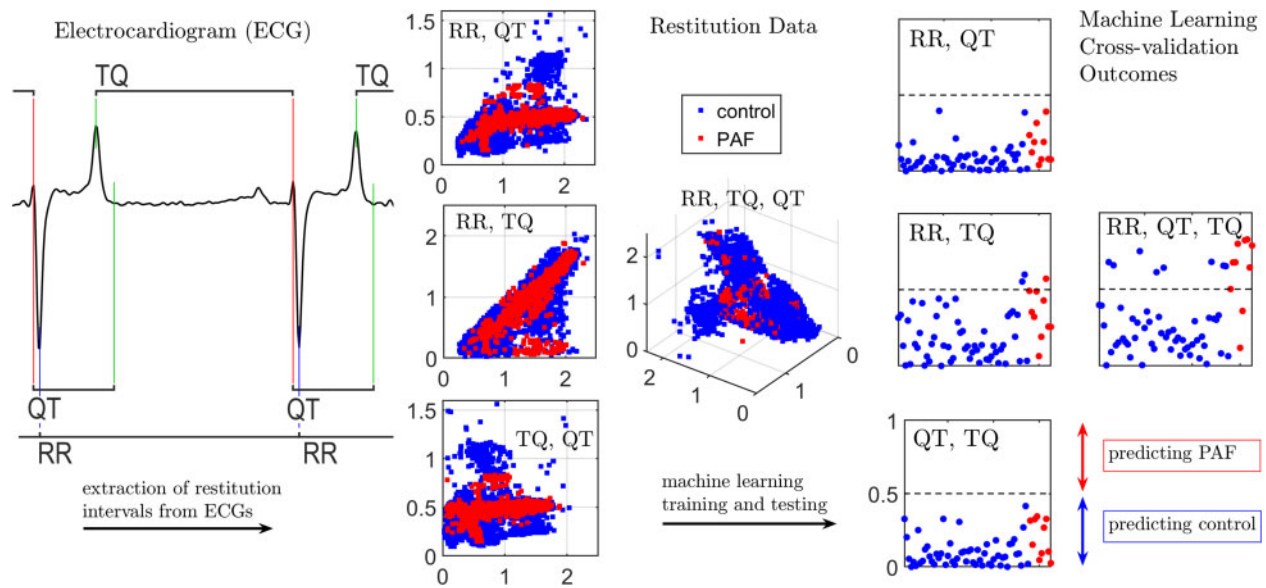 Electrocardiogram (ECG)
TQ
TQ
QT
QT
RR
RR
extraction of restitution
intervals from ECGs
RR, QT
1.5
1
0.5
0
0
1
2
RR, TQ
2
1
0
0
1
2
TQ, QT
1.5
1
0.5
0
0
1
2
Restitution Data
control
PAF
RR, TQ, QT
2
1
0
2
1
0
1
0
machine learning
training and testing
Machine Learning
Cross-validation
Outcomes
RR, QT
RR, TQ
RR, QT, TQ
QT, TQ
1
0.5
0
predicting PAF
predicting control